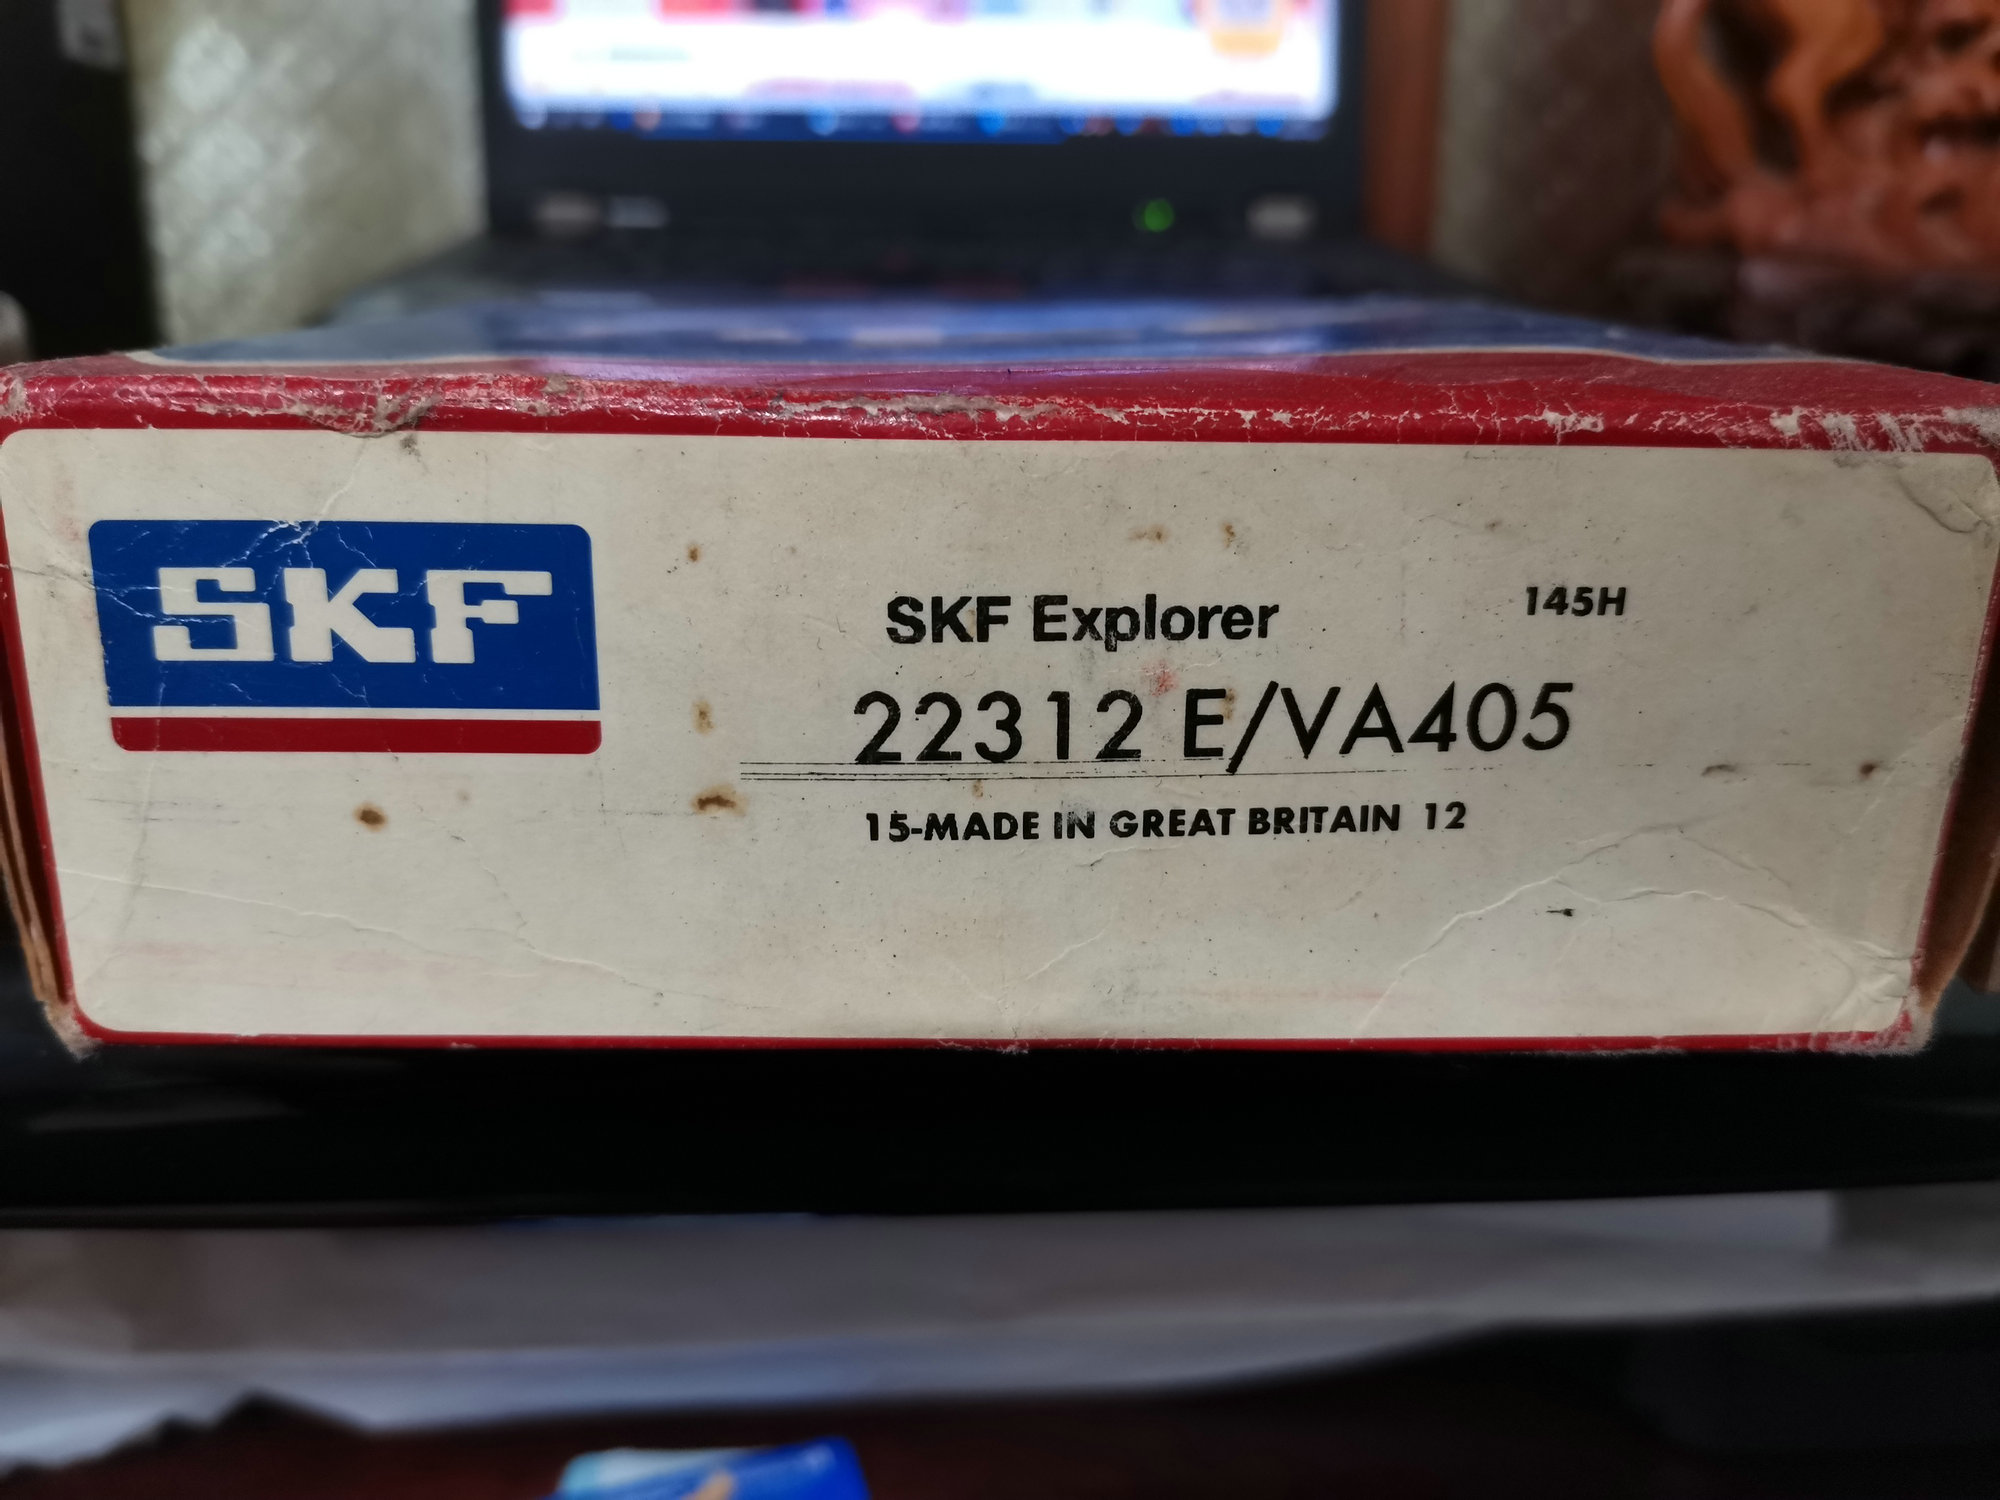 SKF
SKF Explorer
145H
22312 E/VA405
15-MADE IN GREAT BRITAIN 12